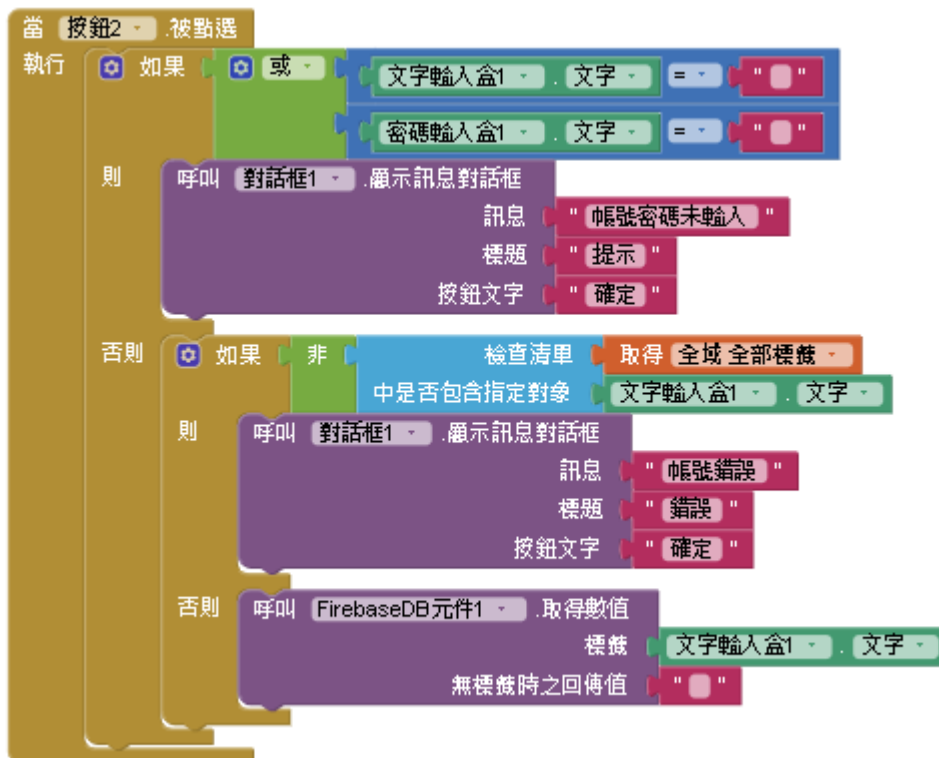 當 按鈕2 .被點選
執行 如果 或 文字輸入盒1 . 文字 = " "
密碼輸入盒1 . 文字 = " "
則 呼叫 對話框1 .顯示訊息對話框
訊息 " 帳號密碼未輸入 "
標題 " 提示 "
按鈕文字 " 確定 "
否則 如果 非 檢查清單 取得 全域 全部標籤
中是否包含指定對象 文字輸入盒1 . 文字
則 呼叫 對話框1 .顯示訊息對話框
訊息 " 帳號錯誤 "
標題 " 錯誤 "
按鈕文字 " 確定 "
否則 呼叫 FirebaseDB元件1 .取得數值
標籤 文字輸入盒1 . 文字
無標籤時之回傳值 " "